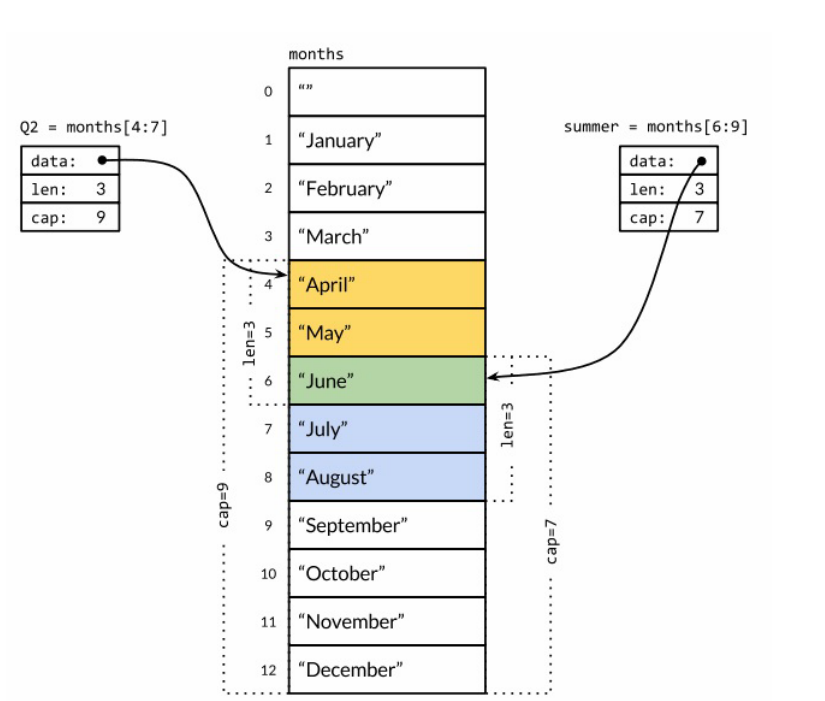 months
0 “”
Q2 = months[4:7]
summer = months[6:9]
1 “January”
data:
data:
2 “February”
len: 3
len: 3
cap: 9
cap: 7
3 “March”
4 “April”
5 “May”
len=3
6 “June”
7 “July”
len=3
8 “August”
cap=9
9 “September”
cap=7
10 “October”
11 “November”
12 “December”